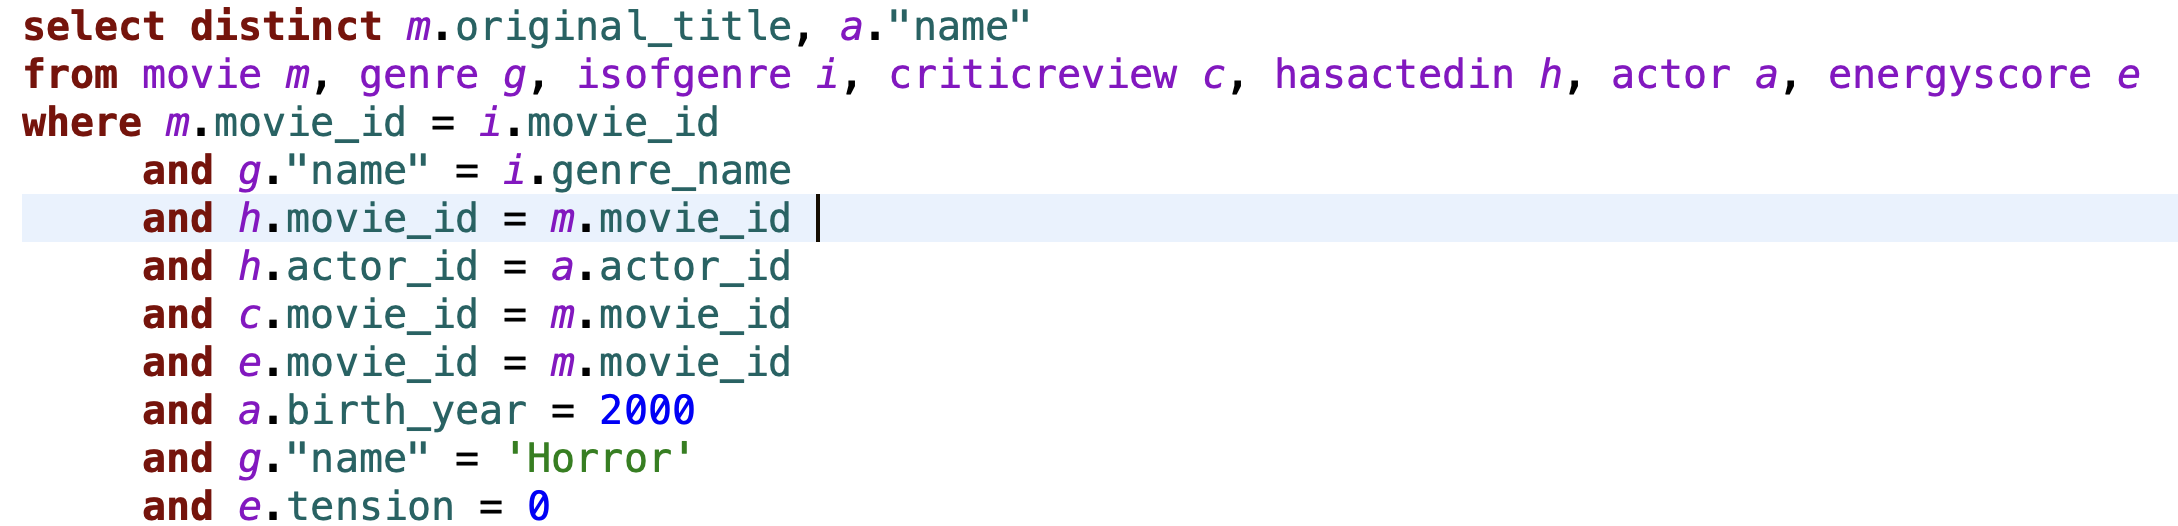 select distinct m.original_title, a."name"
from movie m, genre g, isofgenre i, criticreview c, hasactedin h, actor a, energyscore e
where m.movie_id = i.movie_id
and g."name" = i.genre_name
and h.movie_id = m.movie_id
and h.actor_id = a.actor_id
and c.movie_id = m.movie_id
and e.movie_id = m.movie_id
and a.birth_year = 2000
and g."name" = 'Horror'
and e.tension = 0